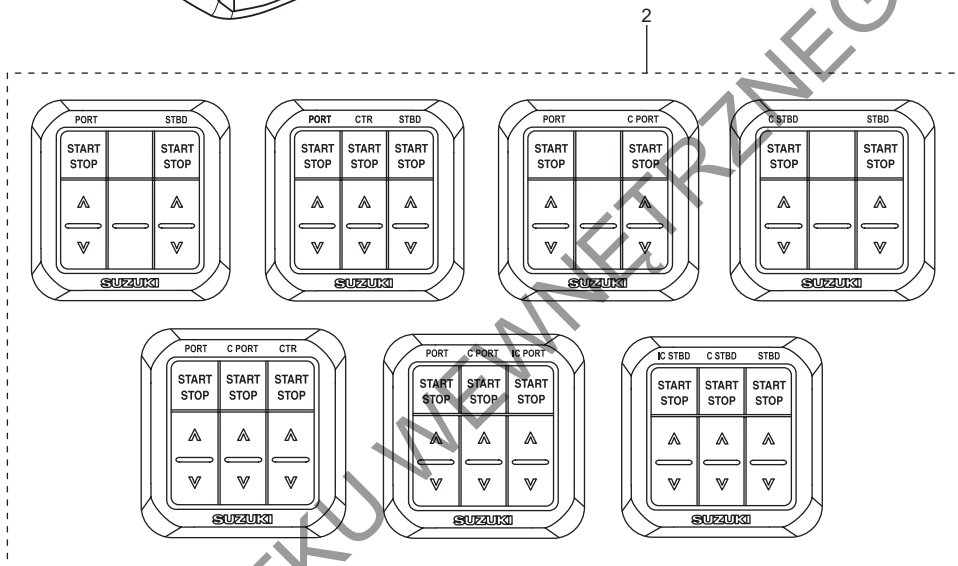 2
PORT STBD
START START
STOP STOP
SUZUKI
PORT CTR STBD
START START START
STOP STOP STOP
SUZUKI
PORT C PORT
START START
STOP STOP
SUZUKI
C STBD STBD
START START
STOP STOP
SUZUKI
PORT C PORT CTR
START START START
STOP STOP STOP
SUZUKI
PORT C PORT IC PORT
START START START
STOP STOP STOP
SUZUKI
IC STBD C STBD STBD
START START START
STOP STOP STOP
SUZUKI
TKU WEWNĘTRZNEG